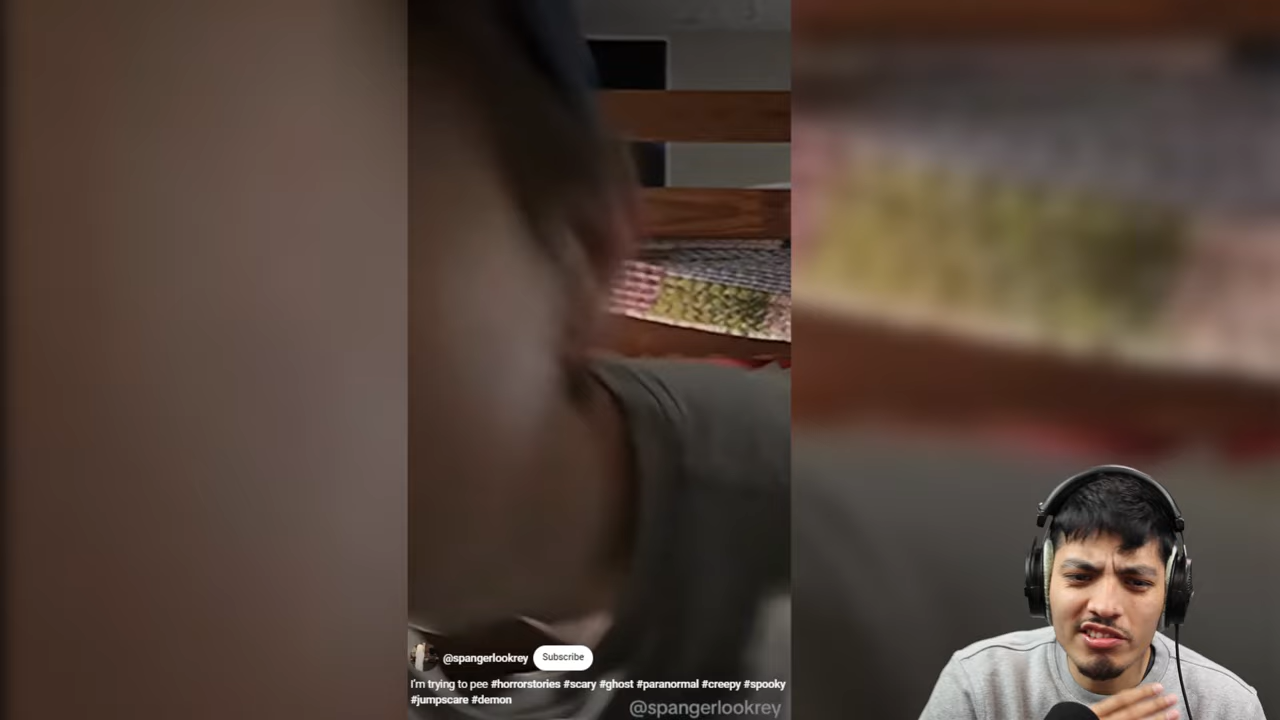 @spangerlookrey Subscribe
I'm trying to pee #horrorstories #scary #ghost #paranormal #creepy #spooky
#jumpscare #demon
@spangerlookrey